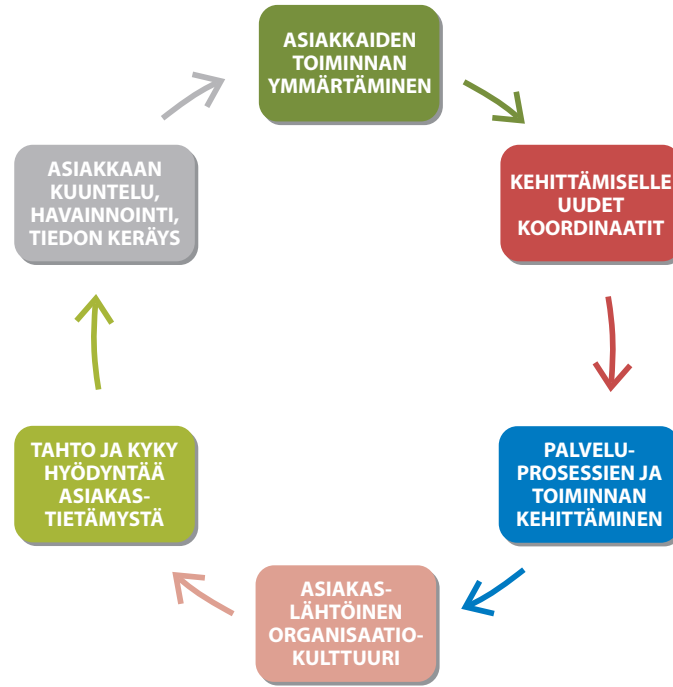 ASIAKKAIDEN
TOIMINNAN
YMMÄRTÄMINEN
KEHITTÄMISELLE
UUDET
KOORDINAATIT
PALVELU-
PROSESSIEN JA
TOIMINNAN
KEHITTÄMINEN
ASIAKAS-
LÄHTÖINEN
ORGANISAATIO-
KULTTUURI
TAHTO JA KYKY
HYÖDYNTÄÄ
ASIAKAS-
TIETÄMYSTÄ
ASIAKKAAN
KUUNTELU,
HAVAINNOINTI,
TIEDON KERÄYS